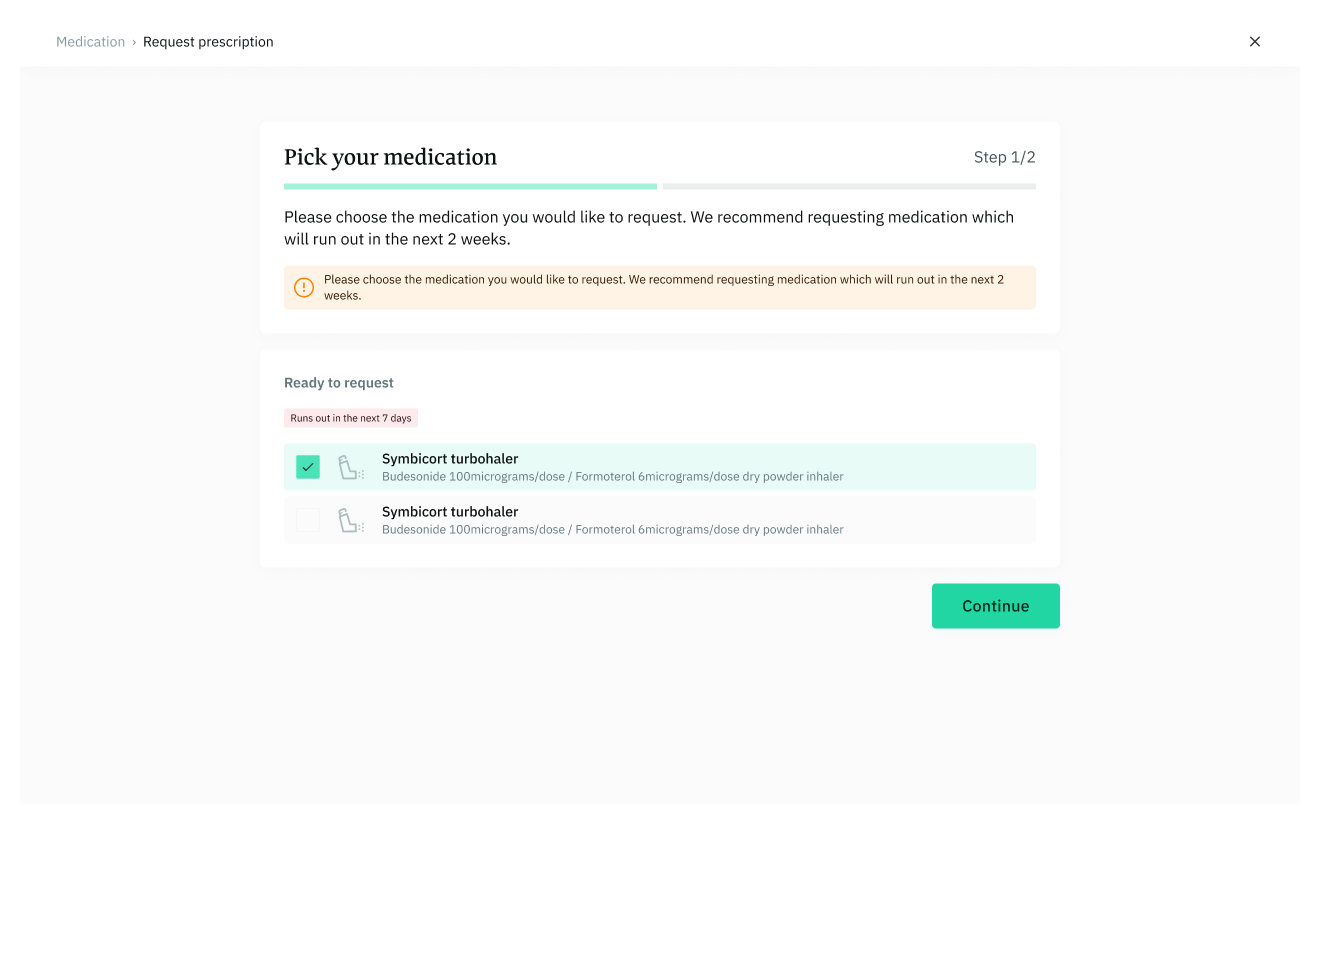 Medication › Request prescription
Pick your medication
Step 1/2
Please choose the medication you would like to request. We recommend requesting medication which
will run out in the next 2 weeks.
Please choose the medication you would like to request. We recommend requesting medication which will run out in the next 2
weeks.
Ready to request
Runs out in the next 7 days
Symbicort turbohaler
Budesonide 100micrograms/dose / Formoterol 6micrograms/dose dry powder inhaler
Symbicort turbohaler
Budesonide 100micrograms/dose / Formoterol 6micrograms/dose dry powder inhaler
Continue